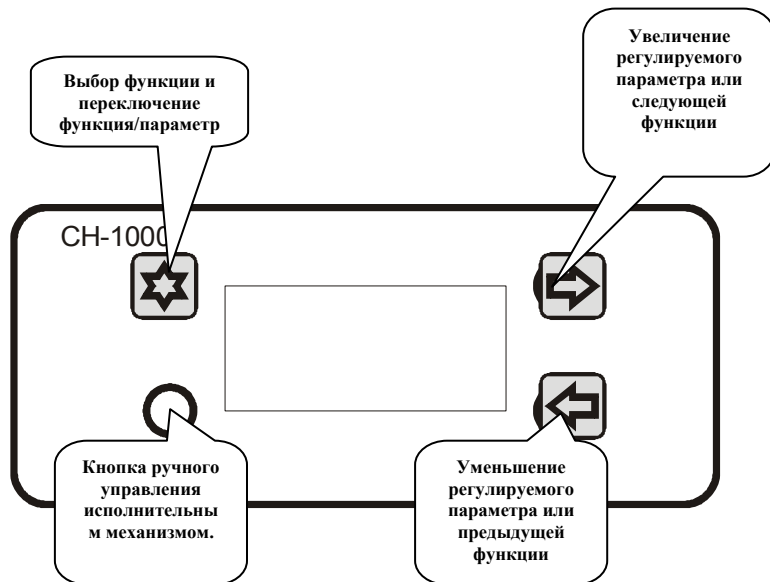 Увеличение
регулируемого
параметра или
следующей
функции
Выбор функции и
переключение
функция/параметр
CH-1000
Кнопка ручного
управления
исполнительны
м механизмом.
Уменьшение
регулируемого
параметра или
предыдущей
функции